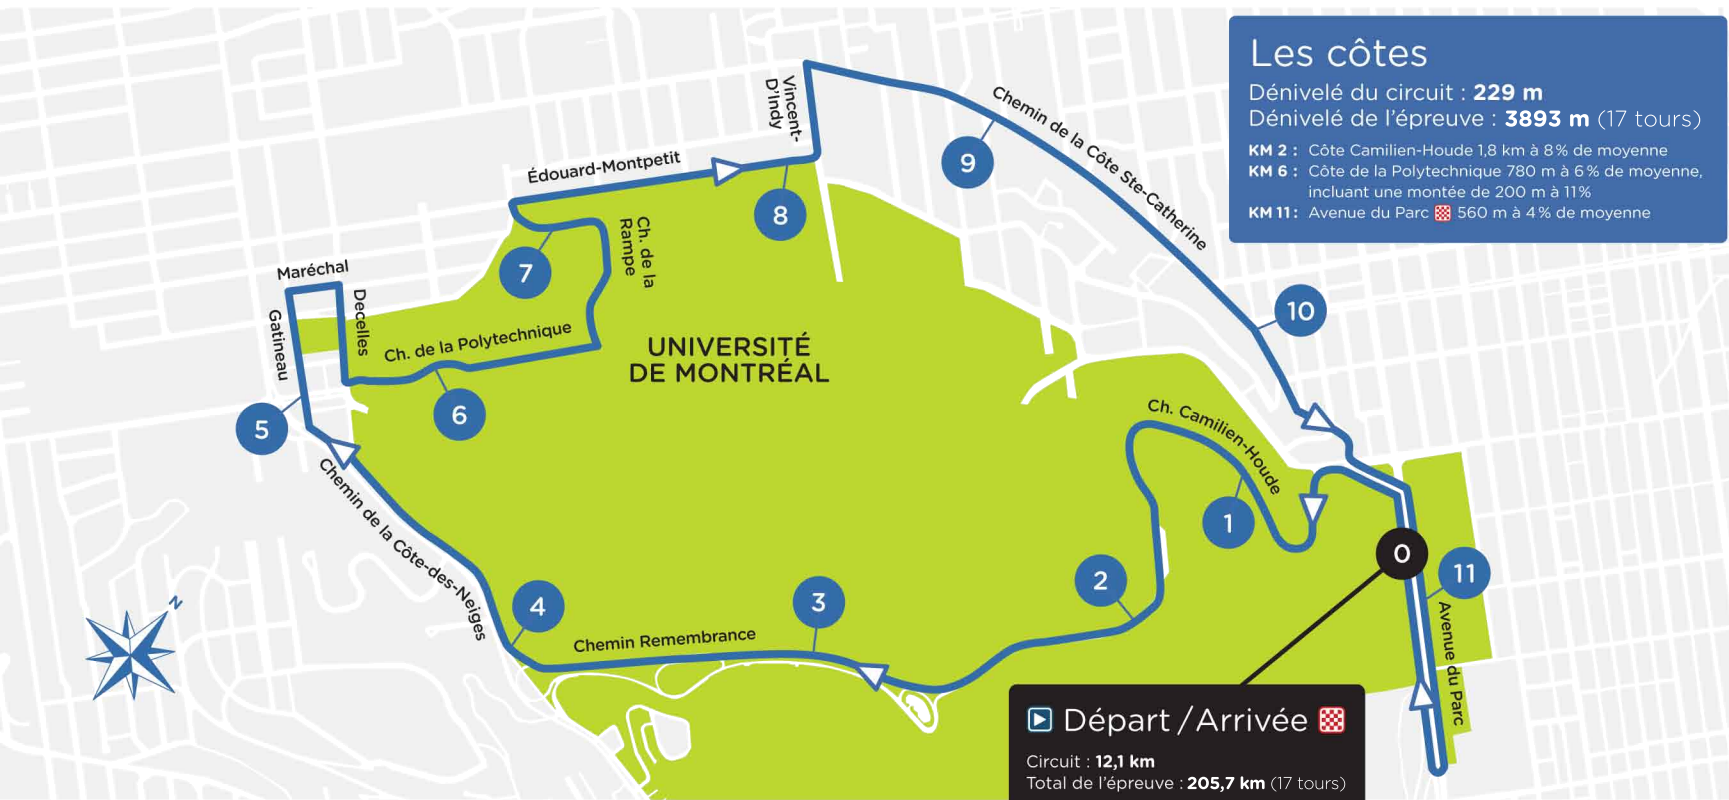 Les côtes
Dénivelé du circuit : 229 m
Dénivelé de l'épreuve : 3893 m (17 tours)
KM 2 : Côte Camilien-Houde 1,8 km à 8 % de moyenne
KM 6 : Côte de la Polytechnique 780 m à 6 % de moyenne,
incluant une montée de 200 m à 11%
KM 11 : Avenue du Parc 560 m à 4 % de moyenne
Vincent-
D'Indy
Chemin de la Côte Ste-Catherine
9
Édouard-Montpetit
8
Ch. de la
Rampe
7
Maréchal
Decelles
Gatineau
Ch. de la Polytechnique
10
UNIVERSITÉ
DE MONTRÉAL
6
5
Ch. Camilien-Houde
1
Chemin de la Côte-des-Neiges
0
11
2
3
4
N
Chemin Remembrance
Avenue du Parc
Départ / Arrivée
Circuit : 12,1 km
Total de l'épreuve : 205,7 km (17 tours)